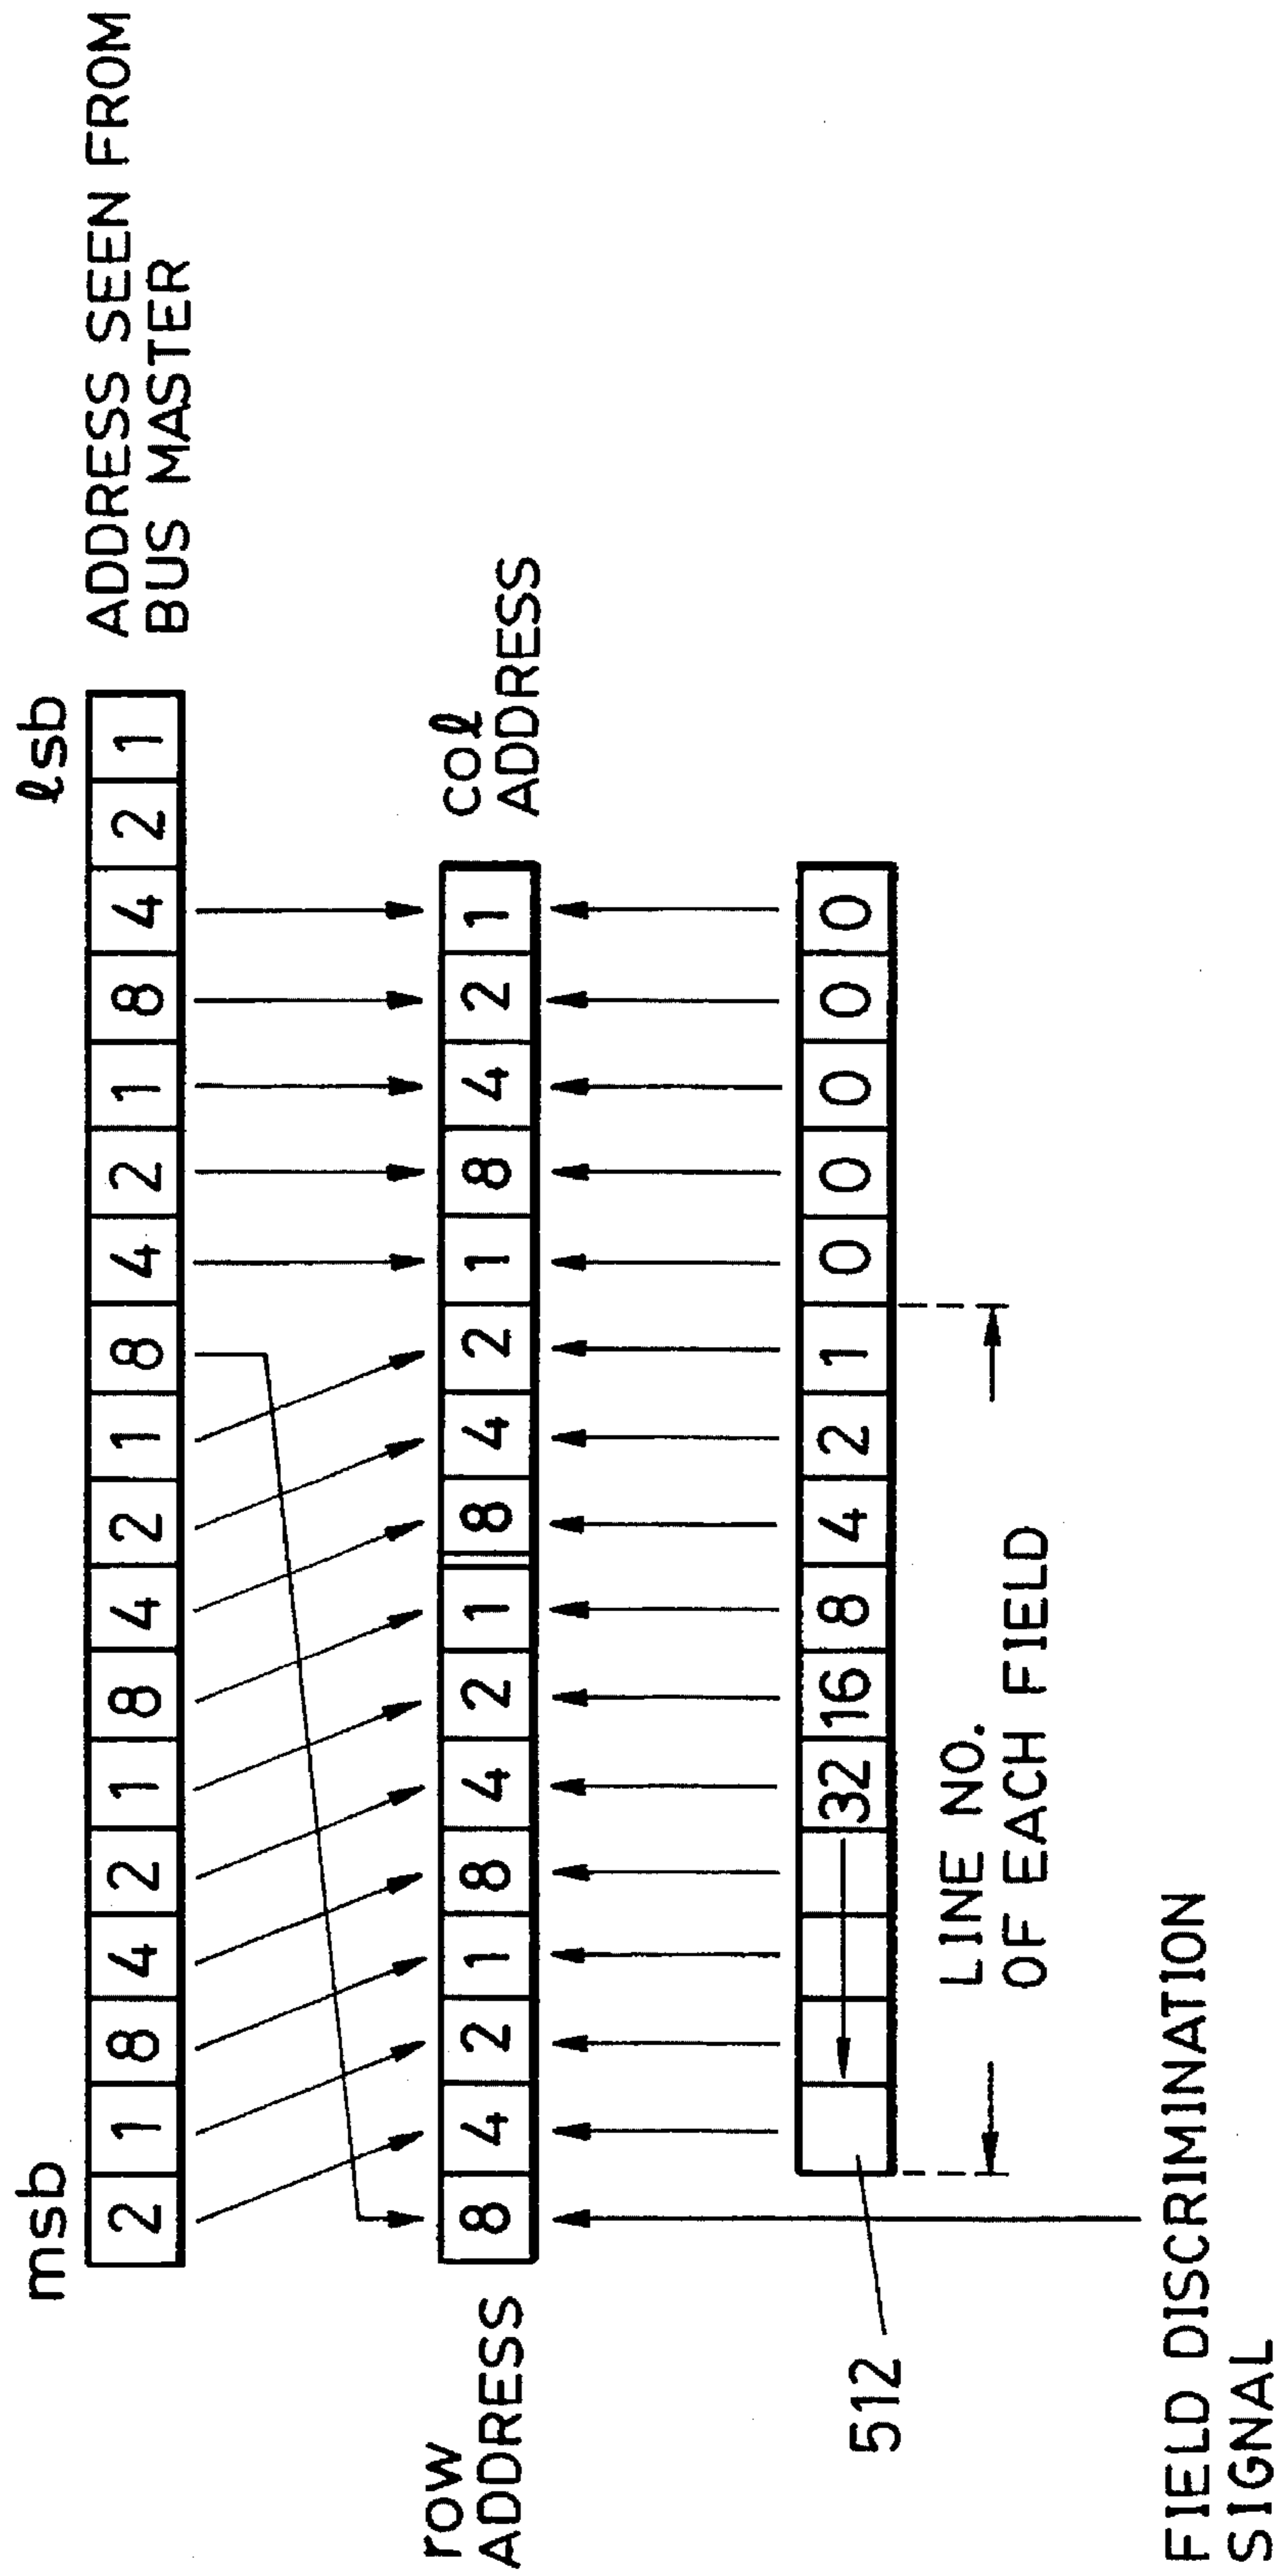 msb lsb
2 1 8 4 2 1 8 4 2 1 8 4 2 1 8 4 2 1 ADDRESS SEEN FROM
BUS MASTER
row col
ADDRESS 8 4 2 1 8 4 2 1 8 4 2 1 8 4 2 1 ADDRESS
32 16 8 4 2 1 0 0 0 0 0
512
LINE NO.
OF EACH FIELD
FIELD DISCRIMINATION
SIGNAL